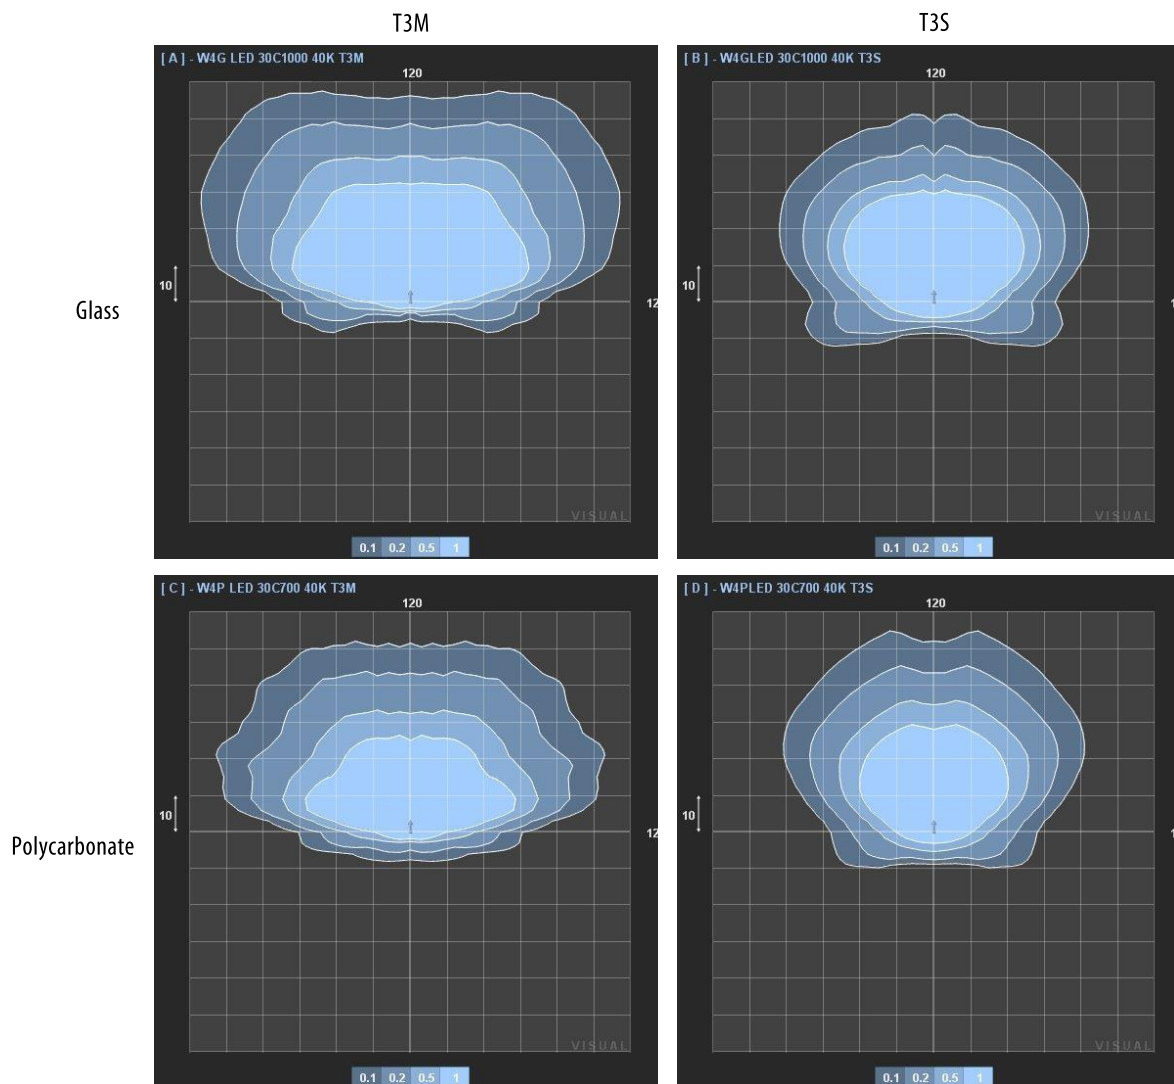 T3M
T3S
[ A ] - W4G LED 30C1000 40K T3M
120
10
12
VISUAL
0.1 0.2 0.5 1
[ B ] - W4GLED 30C1000 40K T3S
120
10
1
VISUAL
0.1 0.2 0.5 1
Glass
[ C ] - W4P LED 30C700 40K T3M
120
10
12
VISUAL
0.1 0.2 0.5 1
[ D ] - W4PLED 30C700 40K T3S
120
10
1
VISUAL
0.1 0.2 0.5 1
Polycarbonate